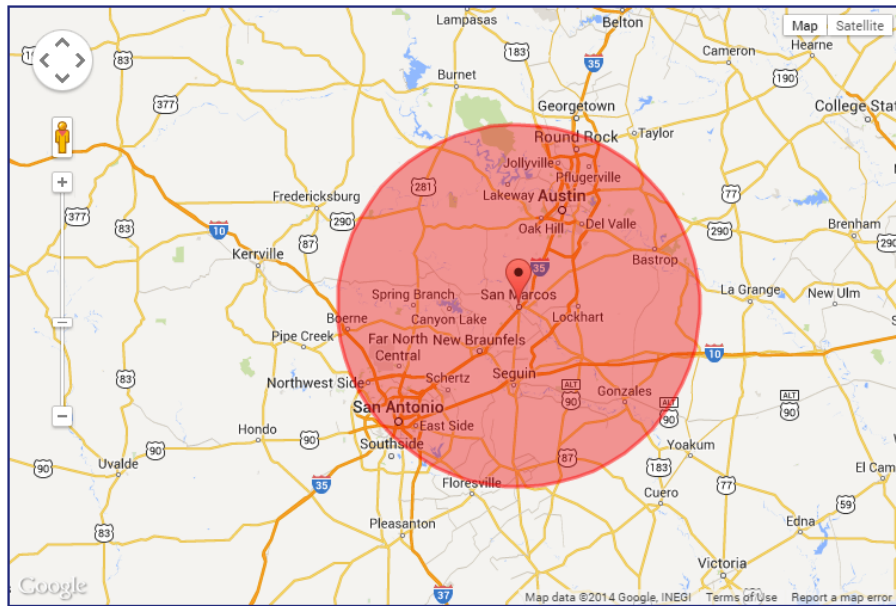 Lampasas
Belton
Map
Satellite
183
Cameron
Hearne
83
35
190
Burnet
377
Georgetown
College Sta
Round Rock
Taylor
Jollyville
Pflugerville
281
77
Fredericksburg
Lakeway
Austin
377
290
290
Oak Hill
Del Valle
Brenham
83
10
87
290
Kerrville
35
Bastrop
Spring Branch
San Marcos
La Grange
New Ulm
Boerne
Canyon Lake
Lockhart
Pipe Creek
Far North
Central
New Braunfels
10
83
Northwest Side
Schertz
Seguin
ALT
90
Gonzales
ALT
90
San Antonio
90
East Side
Hondo
90
Southside
Yoakum
90
90
87
183
Uvalde
35
Floresville
77
El Cam
Cuero
59
Pleasanton
Edna
83
Victoria
37
Google
Map data ©2014 Google, INEGI
Terms of Use
Report a map error